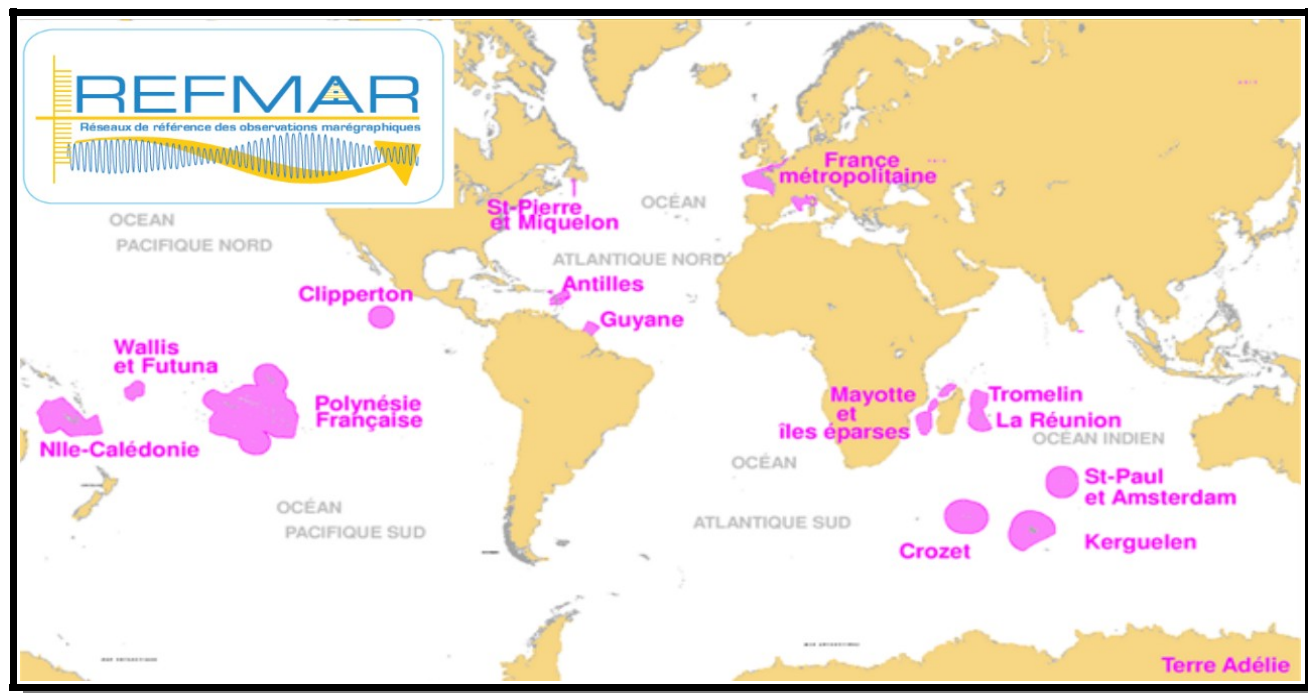 REFMAR
Réseaux de référence des observations marégraphiques
France
métropolitaine
St-Pierre
et Miquelon
OCÉAN
OCEAN
PACIFIQUE NORD
ATLANTIQUE NORD
Clipperton
Antilles
Guyane
Wallis
et Futuna
Polynésie
Française
Nlle-Calédonie
Mayotte
et
îles éparses
Tromelin
La Réunion
OCEAN INDIEN
OCÉAN
St-Paul
et Amsterdam
OCÉAN
PACIFIQUE SUD
ATLANTIQUE SUD
Crozet
Kerguelen
Terre Adélie